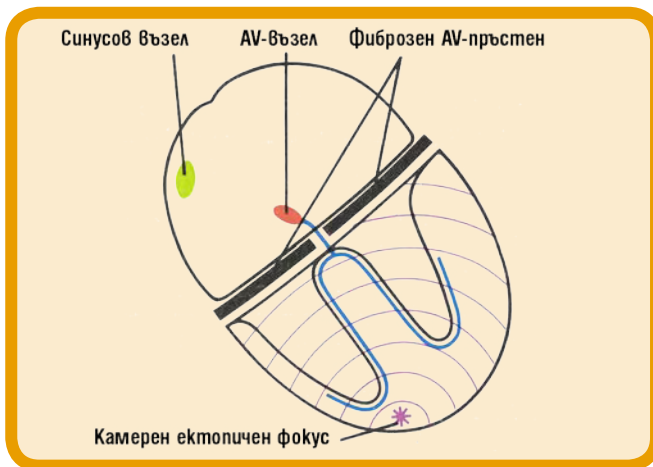 Синусов възел
AV-възел
Фиброзен AV-пръстен
Камерен ектопичен фокус